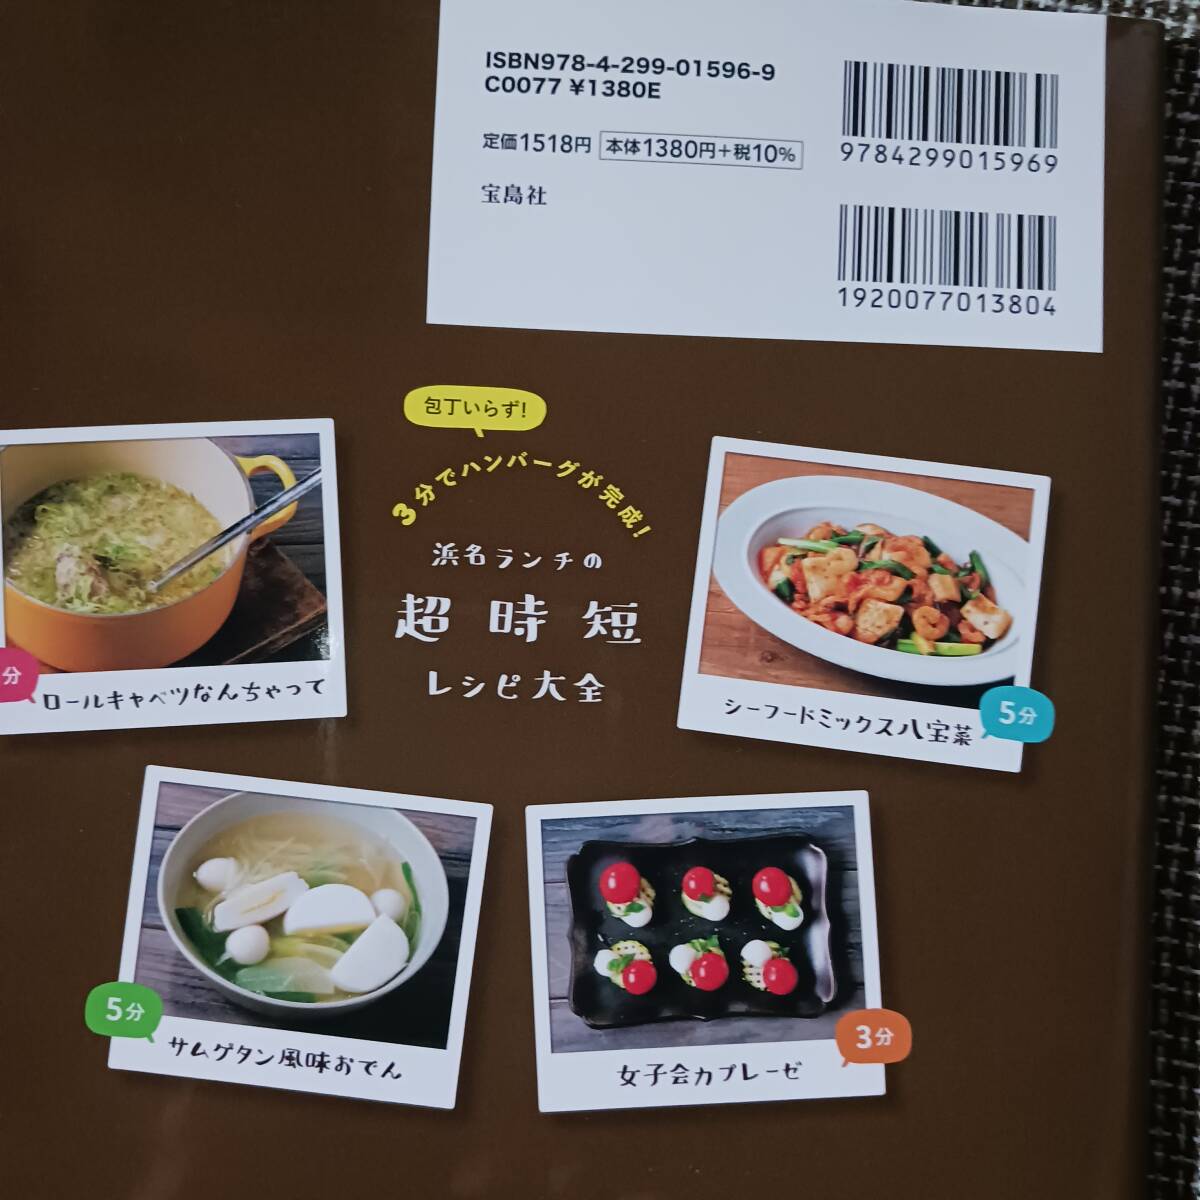 ISBN978-4-299-01596-9
C0077 ¥1380E
定価1518円 本体1380円+税10%
宝島社
9784299015969
1920077013804
包丁いらず!
3分でハンバーグが完成!
浜名ランチの
超時短
レシピ大全
分
ロールキャベツなんちゃって
シーフードミックス八宝菜
5分
5分
サムゲタン風味おでん
女子会カプレーゼ
3分